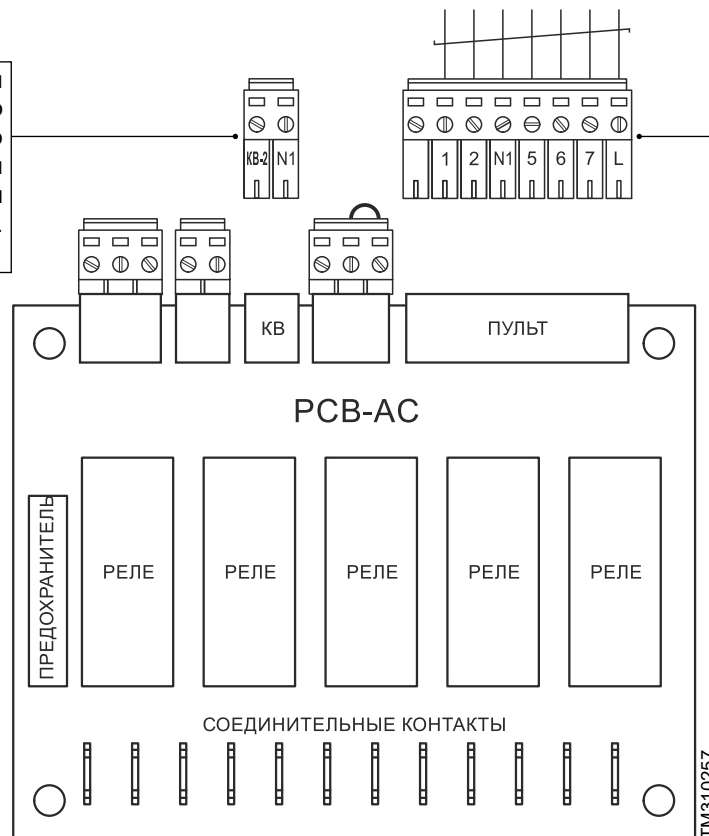 КВ-2 N1
1 2 N1 5 6 7 L
КВ
ПУЛЬТ
PCB-AC
ПРЕДОХРАНИТЕЛЬ
РЕЛЕ РЕЛЕ РЕЛЕ РЕЛЕ РЕЛЕ
СОЕДИНИТЕЛЬНЫЕ КОНТАКТЫ
TM310257